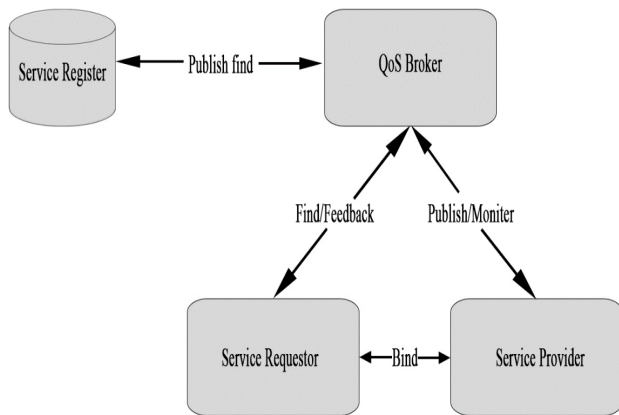 Service Register
Publish find
QoS Broker
Find/Feedback
Publish/Moniter
Service Requestor
Bind
Service Provider